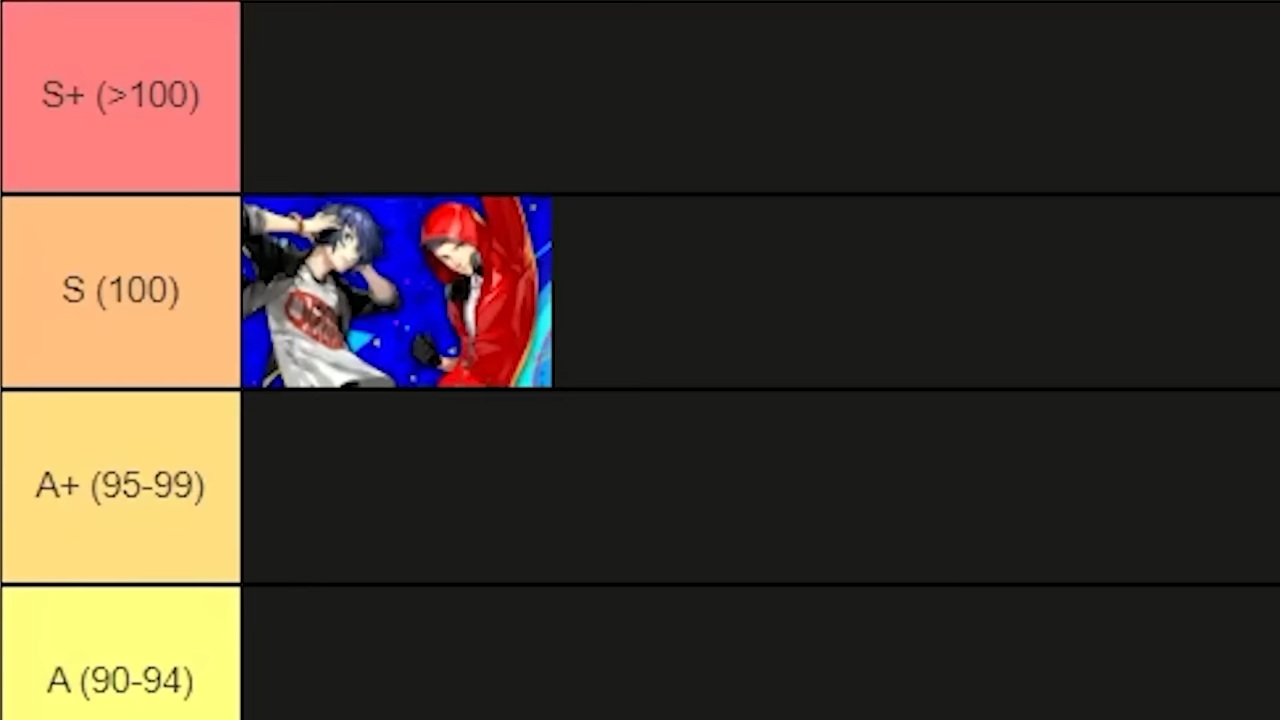 S+ (>100)
S (100)
A+ (95-99)
A (90-94)